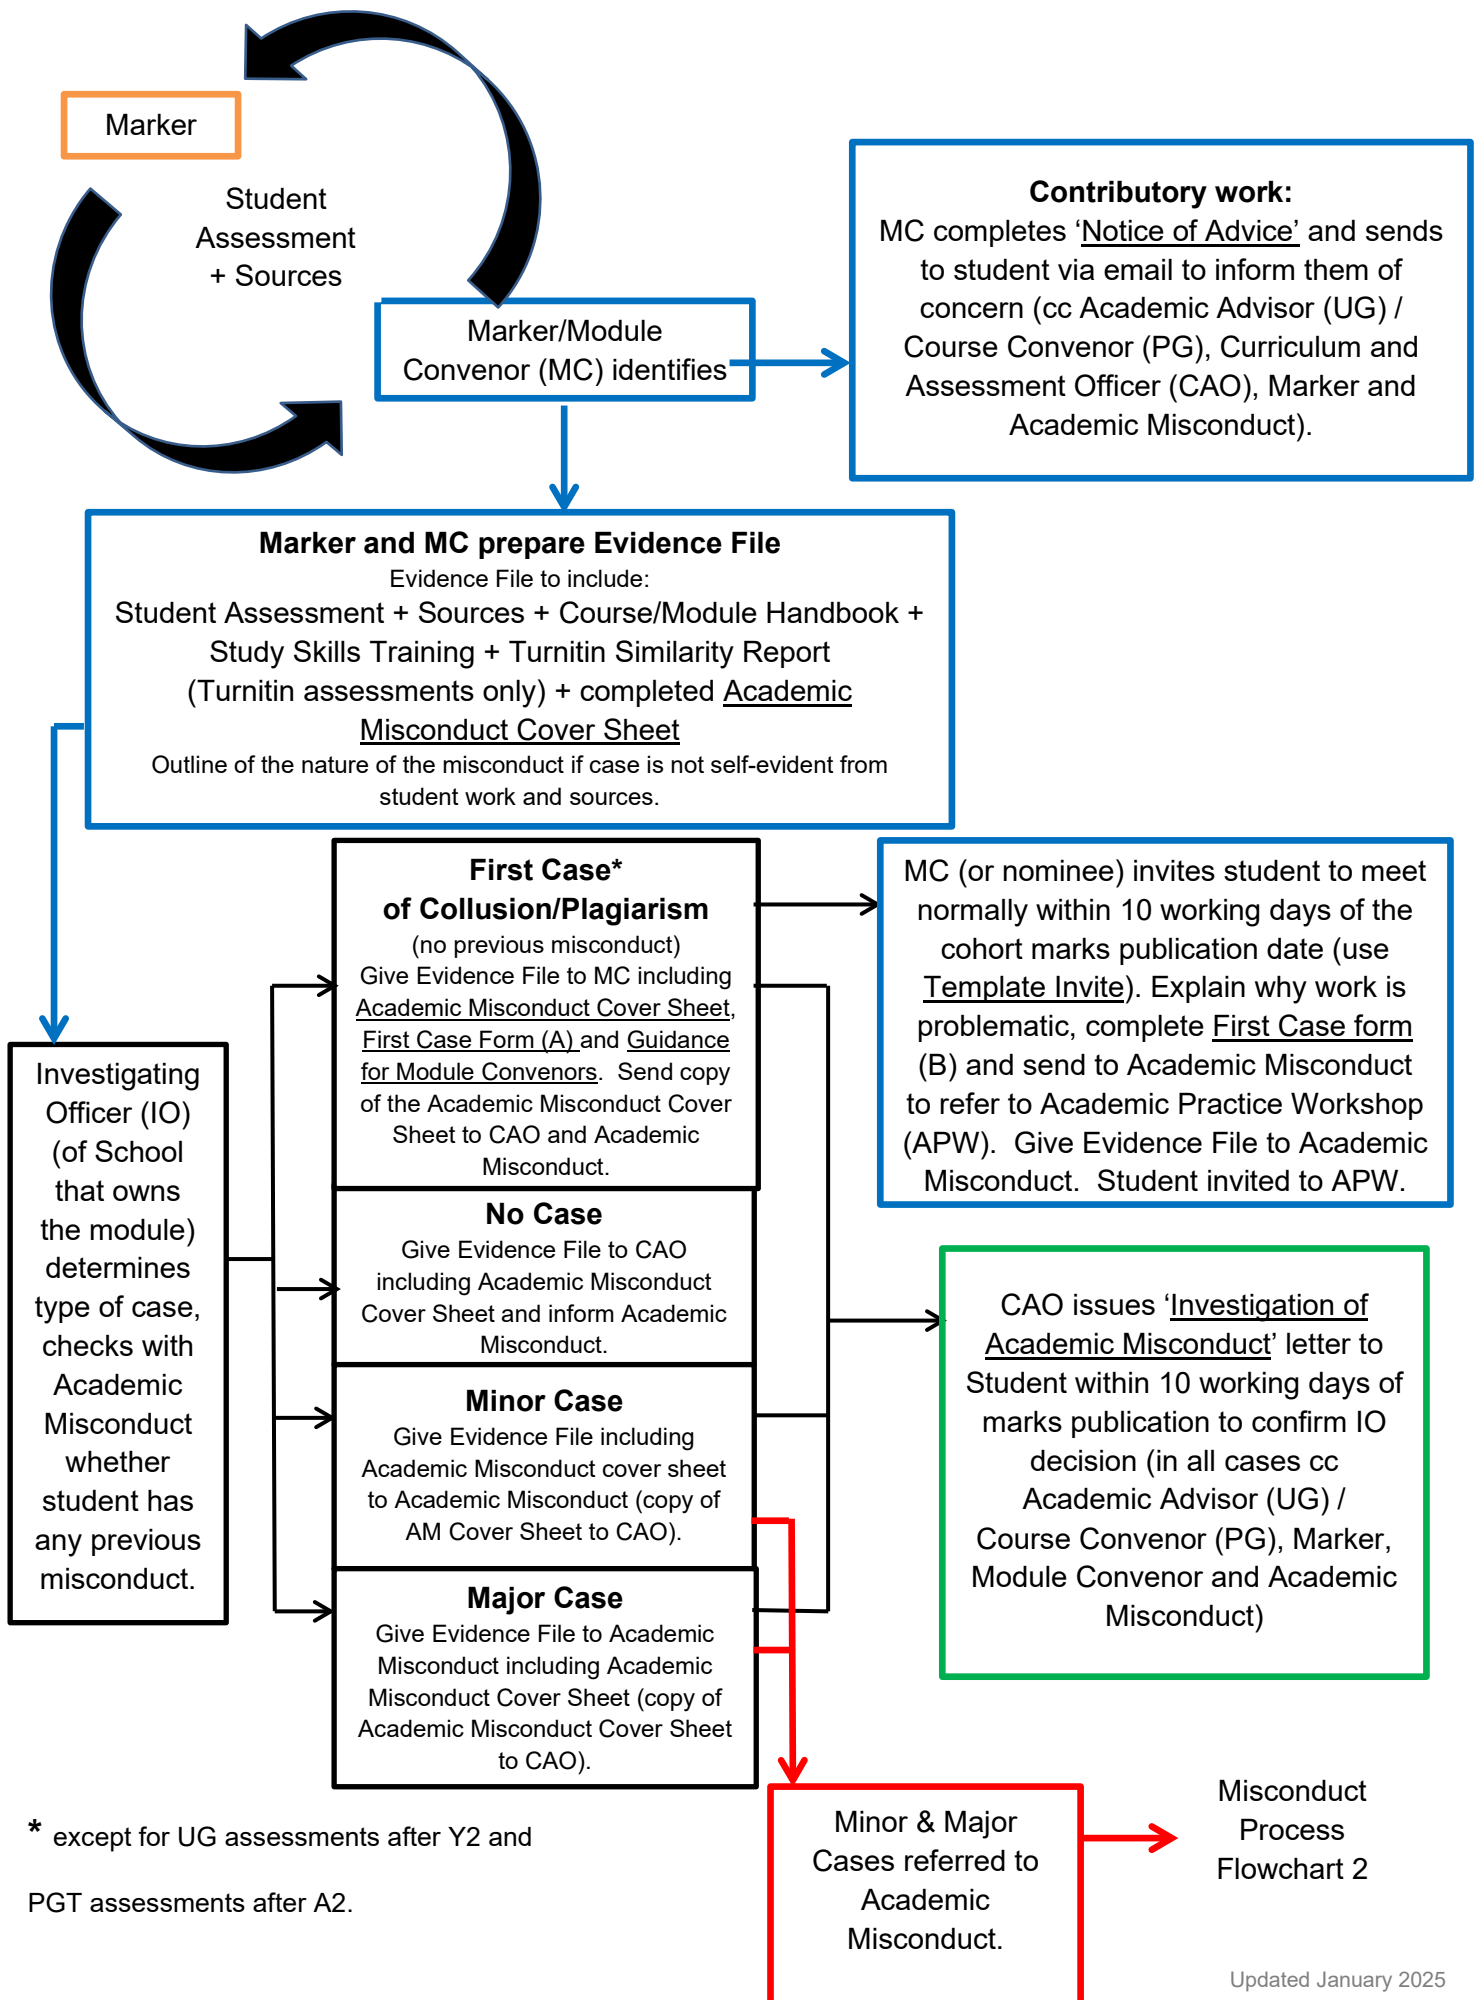 Marker
Student
Assessment
+ Sources
Marker/Module
Convenor (MC) identifies
Contributory work:
MC completes ‘Notice of Advice’ and sends
to student via email to inform them of
concern (cc Academic Advisor (UG) /
Course Convenor (PG), Curriculum and
Assessment Officer (CAO), Marker and
Academic Misconduct).
Marker and MC prepare Evidence File
Evidence File to include:
Student Assessment + Sources + Course/Module Handbook +
Study Skills Training + Turnitin Similarity Report
(Turnitin assessments only) + completed Academic
Misconduct Cover Sheet
Outline of the nature of the misconduct if case is not self-evident from
student work and sources.
Investigating
Officer (IO)
(of School
that owns
the module)
determines
type of case,
checks with
Academic
Misconduct
whether
student has
any previous
misconduct.
First Case*
of Collusion/Plagiarism
(no previous misconduct)
Give Evidence File to MC including
Academic Misconduct Cover Sheet,
First Case Form (A) and Guidance
for Module Convenors. Send copy
of the Academic Misconduct Cover
Sheet to CAO and Academic
Misconduct.
No Case
Give Evidence File to CAO
including Academic Misconduct
Cover Sheet and inform Academic
Misconduct.
Minor Case
Give Evidence File including
Academic Misconduct cover sheet
to Academic Misconduct (copy of
AM Cover Sheet to CAO).
Major Case
Give Evidence File to Academic
Misconduct including Academic
Misconduct Cover Sheet (copy of
Academic Misconduct Cover Sheet
to CAO).
MC (or nominee) invites student to meet
normally within 10 working days of the
cohort marks publication date (use
Template Invite). Explain why work is
problematic, complete First Case form
(B) and send to Academic Misconduct
to refer to Academic Practice Workshop
(APW). Give Evidence File to Academic
Misconduct. Student invited to APW.
CAO issues ‘Investigation of
Academic Misconduct’ letter to
Student within 10 working days of
marks publication to confirm IO
decision (in all cases cc
Academic Advisor (UG) /
Course Convenor (PG), Marker,
Module Convenor and Academic
Misconduct)
Minor & Major
Cases referred to
Academic
Misconduct.
Misconduct
Process
Flowchart 2
* except for UG assessments after Y2 and
PGT assessments after A2.
Updated January 2025